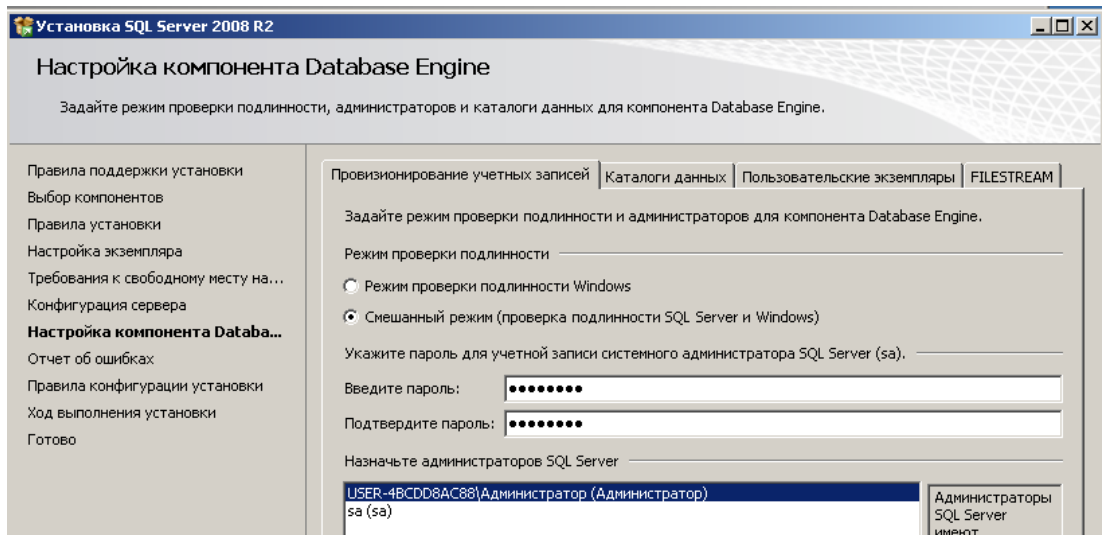 Установка SQL Server 2008 R2
Настройка компонента Database Engine
Задайте режим проверки подлинности, администраторов и каталоги данных для компонента Database Engine.
Правила поддержки установки
Выбор компонентов
Правила установки
Настройка экземпляра
Требования к свободному месту на...
Конфигурация сервера
Настройка компонента Databa...
Отчет об ошибках
Правила конфигурации установки
Ход выполнения установки
Готово
Провизионирование учетных записей Каталоги данных Пользовательские экземпляры FILESTREAM
Задайте режим проверки подлинности и администраторов для компонента Database Engine.
Режим проверки подлинности
Режим проверки подлинности Windows
Смешанный режим (проверка подлинности SQL Server и Windows)
Укажите пароль для учетной записи системного администратора SQL Server (sa).
Введите пароль: ●●●●●●●●
Подтвердите пароль: ●●●●●●●●
Назначьте администраторов SQL Server
USER-4BCDD8AC88\Администратор (Администратор)
sa (sa)
Администраторы
SQL Server
имеют